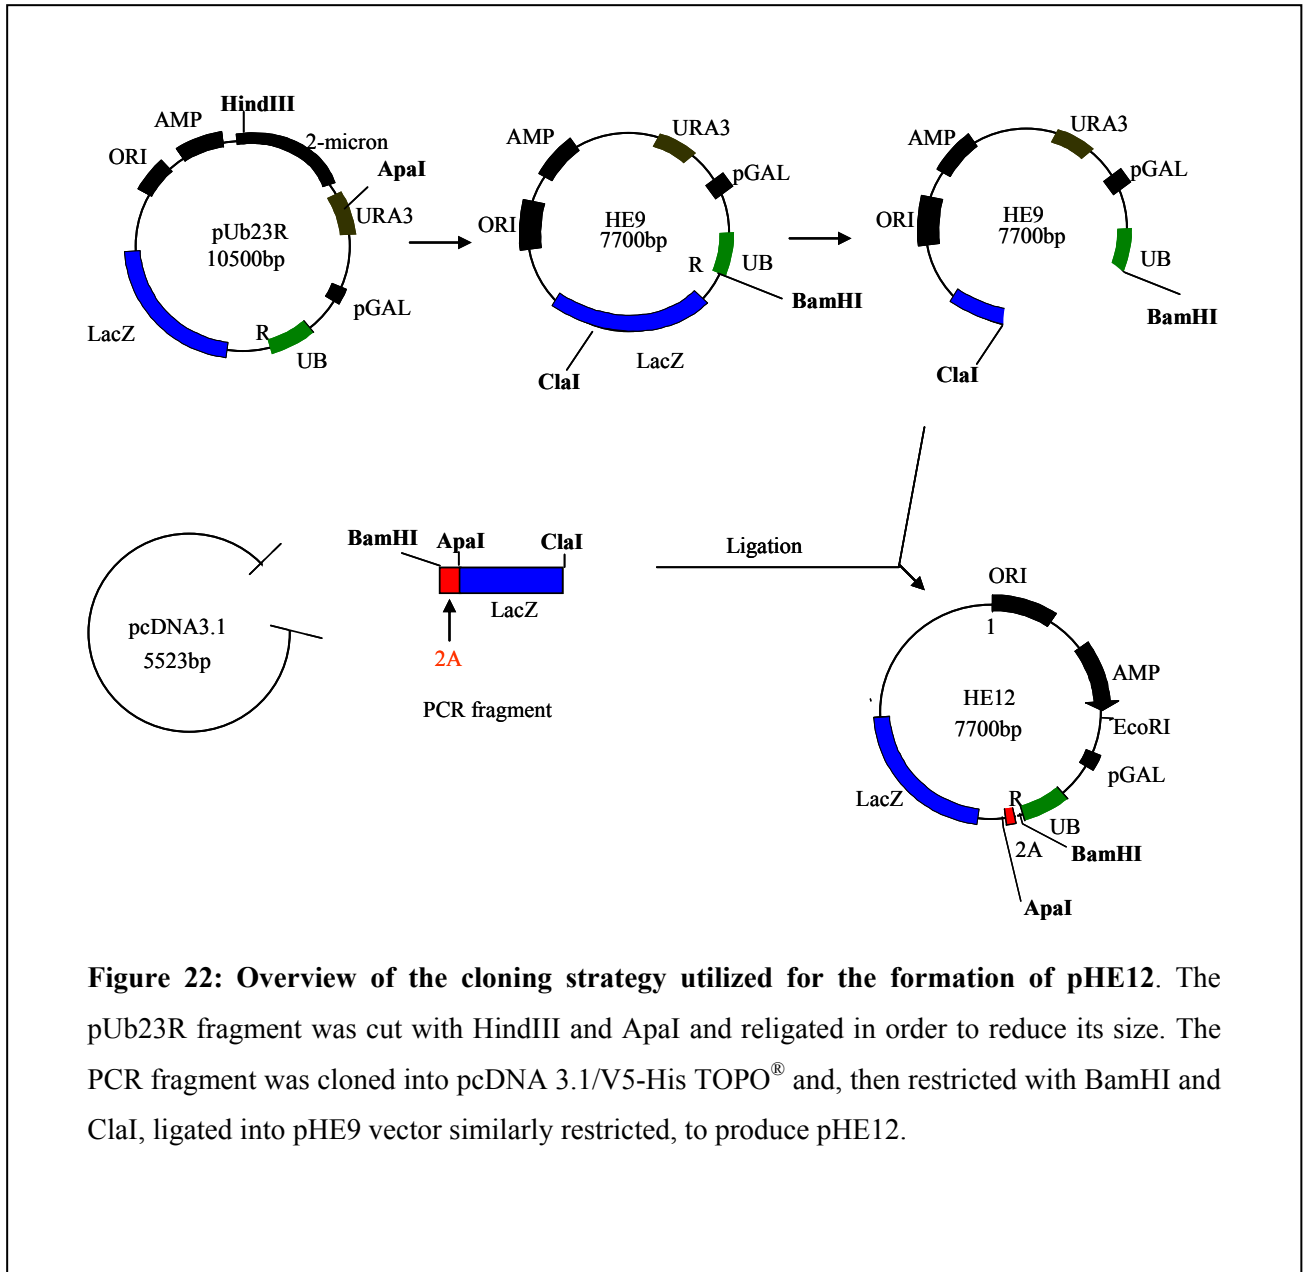 HindIII
AMP
2-micron
ORI
ApaI
URA3
pUb23R
10500bp
pGAL
LacZ
R
UB
AMP
URA3
pGAL
ORI
HE9
7700bp
R
UB
BamHI
ClaI
LacZ
AMP
URA3
pGAL
ORI
HE9
7700bp
UB
BamHI
ClaI
pcDNA3.1
5523bp
BamHI
ApaI
ClaI
LacZ
2A
PCR fragment
Ligation
ORI
1
AMP
HE12
7700bp
EcoRI
pGAL
LacZ
R
UB
2A
BamHI
ApaI
Figure 22: Overview of the cloning strategy utilized for the formation of pHE12. The
pUb23R fragment was cut with HindIII and ApaI and religated in order to reduce its size. The
PCR fragment was cloned into pcDNA 3.1/V5-His TOPO® and, then restricted with BamHI and
ClaI, ligated into pHE9 vector similarly restricted, to produce pHE12.